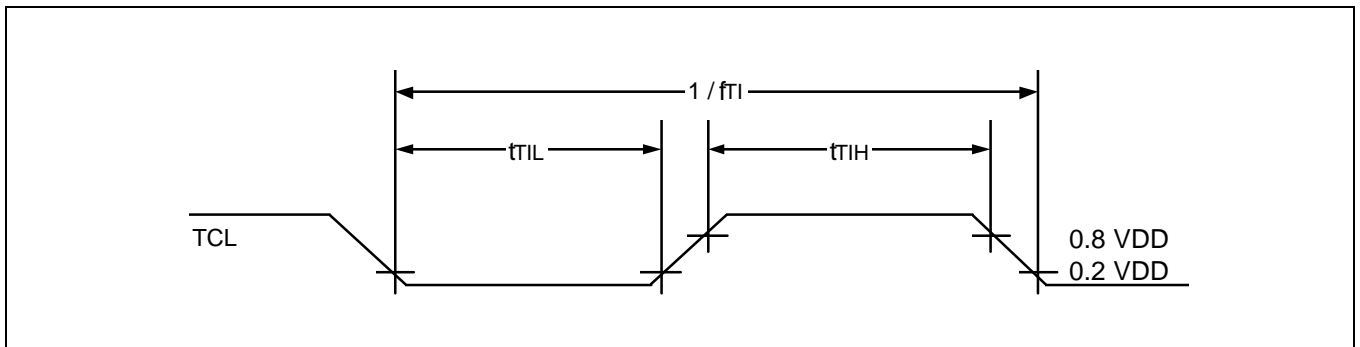 1 / fTI
tTIL
tTIH
TCL
0.8 VDD
0.2 VDD